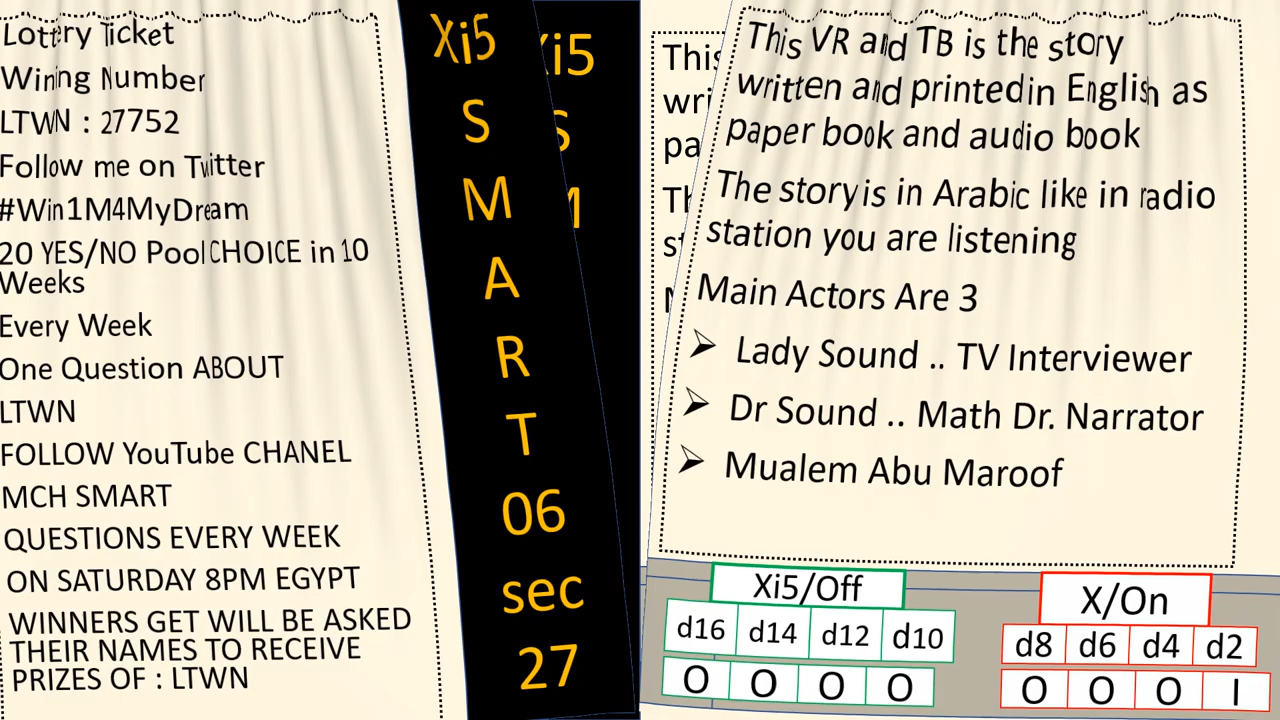 Lottery Ticket
Wining Number
LTWN : 27752
Follow me on Twitter
#Win1M4MyDream
20 YES/NO Pool CHOICE in 10
Weeks
Every Week
One Question ABOUT
LTWN
FOLLOW YouTube CHANEL
MCH SMART
QUESTIONS EVERY WEEK
ON SATURDAY 8PM EGYPT
WINNERS GET WILL BE ASKED
THEIR NAMES TO RECEIVE
PRIZES OF : LTWN
Xi5
S
M
A
R
T
06
sec
27
Xi5
S
M
This
This VR and TB is the story
written and printed in English as
paper book and audio book
The story is in Arabic like in radio
station you are listening
Main Actors Are 3
➢ Lady Sound .. TV Interviewer
➢ Dr Sound .. Math Dr. Narrator
➢ Mualem Abu Maroof
Xi5/Off
d16 d14 d12 d10
O O O O
X/On
d8 d6 d4 d2
O O O I